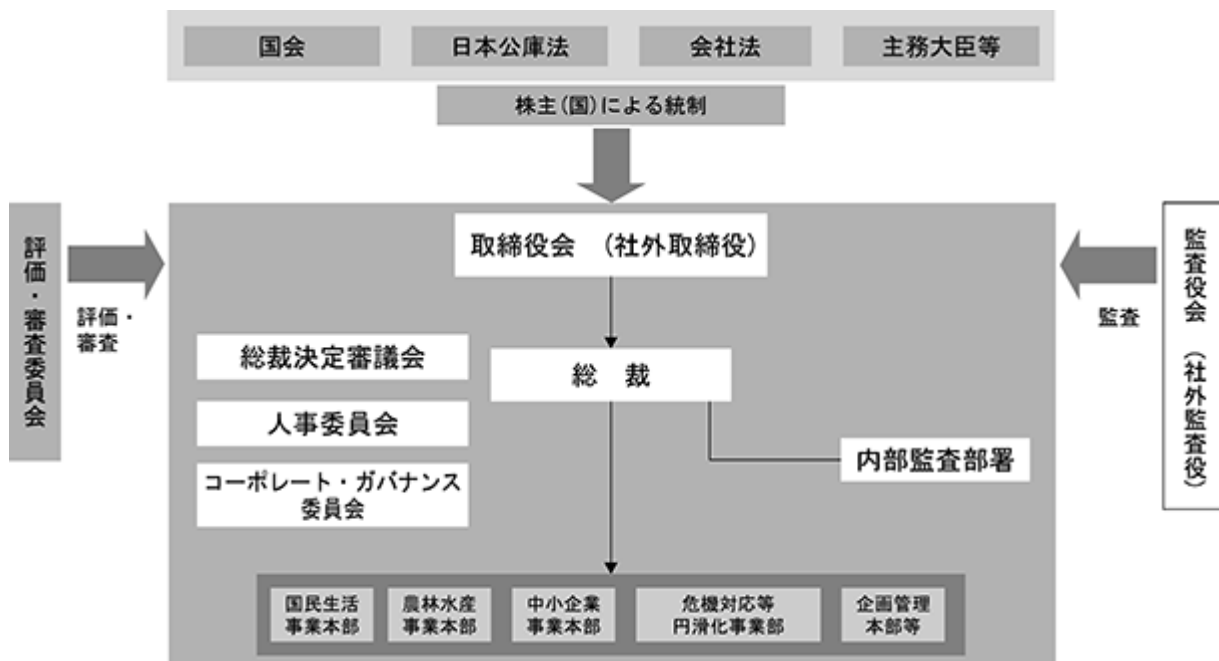 国会
日本公庫法
会社法
主務大臣等
株主(国)による統制
評価・審査委員会
評価・
審査
取締役会 (社外取締役)
監査
監査役会 (社外監査役)
総裁決定審議会
総 裁
人事委員会
内部監査部署
コーポレート・ガバナンス
委員会
国民生活
事業本部
農林水産
事業本部
中小企業
事業本部
危機対応等
円滑化事業部
企画管理
本部等